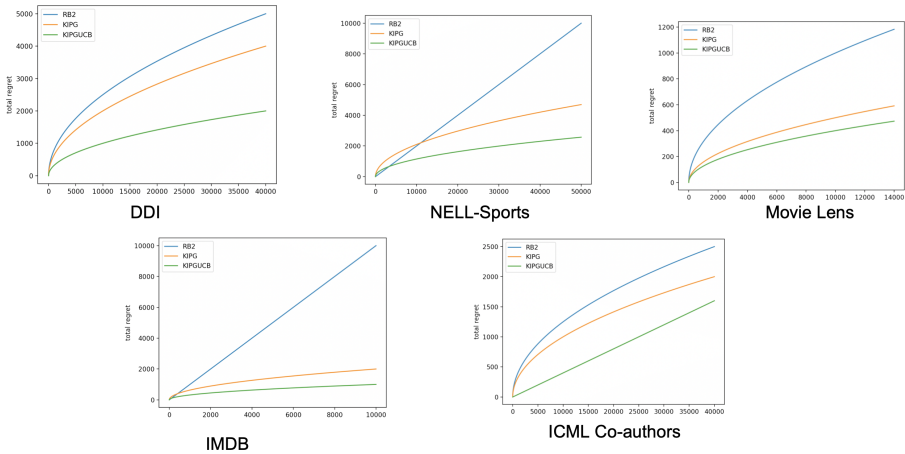 5000
4000
3000
2000
1000
0
total regret
RB2
KIPG
KIPGUCB
0 5000 10000 15000 20000 25000 30000 35000 40000
DDI
10000
8000
6000
4000
2000
0
total regret
RB2
KIPG
KIPGUCB
0 10000 20000 30000 40000 50000
NELL-Sports
1200
1000
800
600
400
200
0
total regret
RB2
KIPG
KIPGUCB
0 2000 4000 6000 8000 10000 12000 14000
Movie Lens
10000
8000
6000
4000
2000
0
total regret
RB2
KIPG
KIPGUCB
0 2000 4000 6000 8000 10000
IMDB
2500
2000
1500
1000
500
0
total regret
RB2
KIPG
KIPGUCB
0 5000 10000 15000 20000 25000 30000 35000 40000
ICML Co-authors